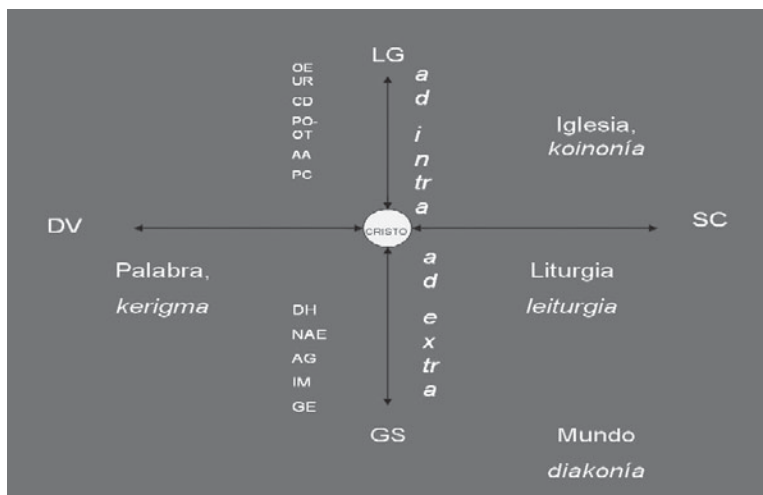 LG
OE
UR
CD
PO-
OT
AA
PC
a
d
i
n
tr
a
Iglesia,
koinonía
DV
CRISTO
SC
Palabra,
kerigma
Liturgia
leiturgia
DH
NAE
AG
IM
GE
a
d
e
x
tr
a
GS
Mundo
diakonía